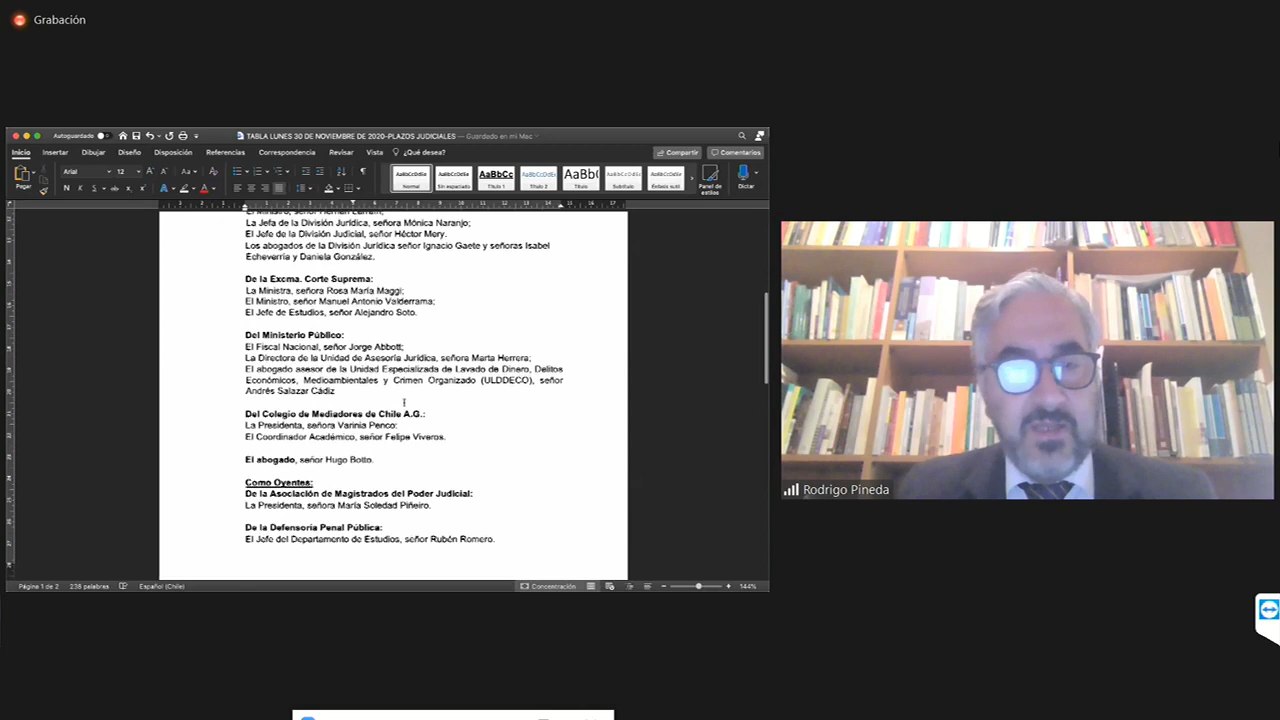 Grabación
Autoguardado
TABLA LUNES 30 DE NOVIEMBRE DE 2020-PLAZOS JUDICIALES — Guardado en mi Mac
Inicio Insertar Dibujar Diseño Disposición Referencias Correspondencia Revisar Vista ¿Qué desea? Compartir Comentarios
Pegar Arial 12 Normal Sin espaciado Título 1 Título 2 Título Subtítulo Énfasis sutil Panel de estilos Dictar
El Ministro, señor Hernán Larraín;
La Jefa de la División Jurídica, señora Mónica Naranjo;
El Jefe de la División Judicial, señor Héctor Mery.
Los abogados de la División Jurídica señor Ignacio Gaete y señoras Isabel
Echeverría y Daniela González.
De la Excma. Corte Suprema:
La Ministra, señora Rosa María Maggi;
El Ministro, señor Manuel Antonio Valderrama;
El Jefe de Estudios, señor Alejandro Soto.
Del Ministerio Público:
El Fiscal Nacional, señor Jorge Abbott;
La Directora de la Unidad de Asesoría Jurídica, señora Marta Herrera;
El abogado asesor de la Unidad Especializada de Lavado de Dinero, Delitos
Económicos, Medioambientales y Crimen Organizado (ULDDECO), señor
Andrés Salazar Cádiz
Del Colegio de Mediadores de Chile A.G.:
La Presidenta, señora Varinia Penco:
El Coordinador Académico, señor Felipe Viveros.
El abogado, señor Hugo Botto.
Como Oyentes:
De la Asociación de Magistrados del Poder Judicial:
La Presidenta, señora María Soledad Piñeiro.
De la Defensoría Penal Pública:
El Jefe del Departamento de Estudios, señor Rubén Romero.
Página 1 de 2 238 palabras Español (Chile) Concentración 144%
Rodrigo Pineda